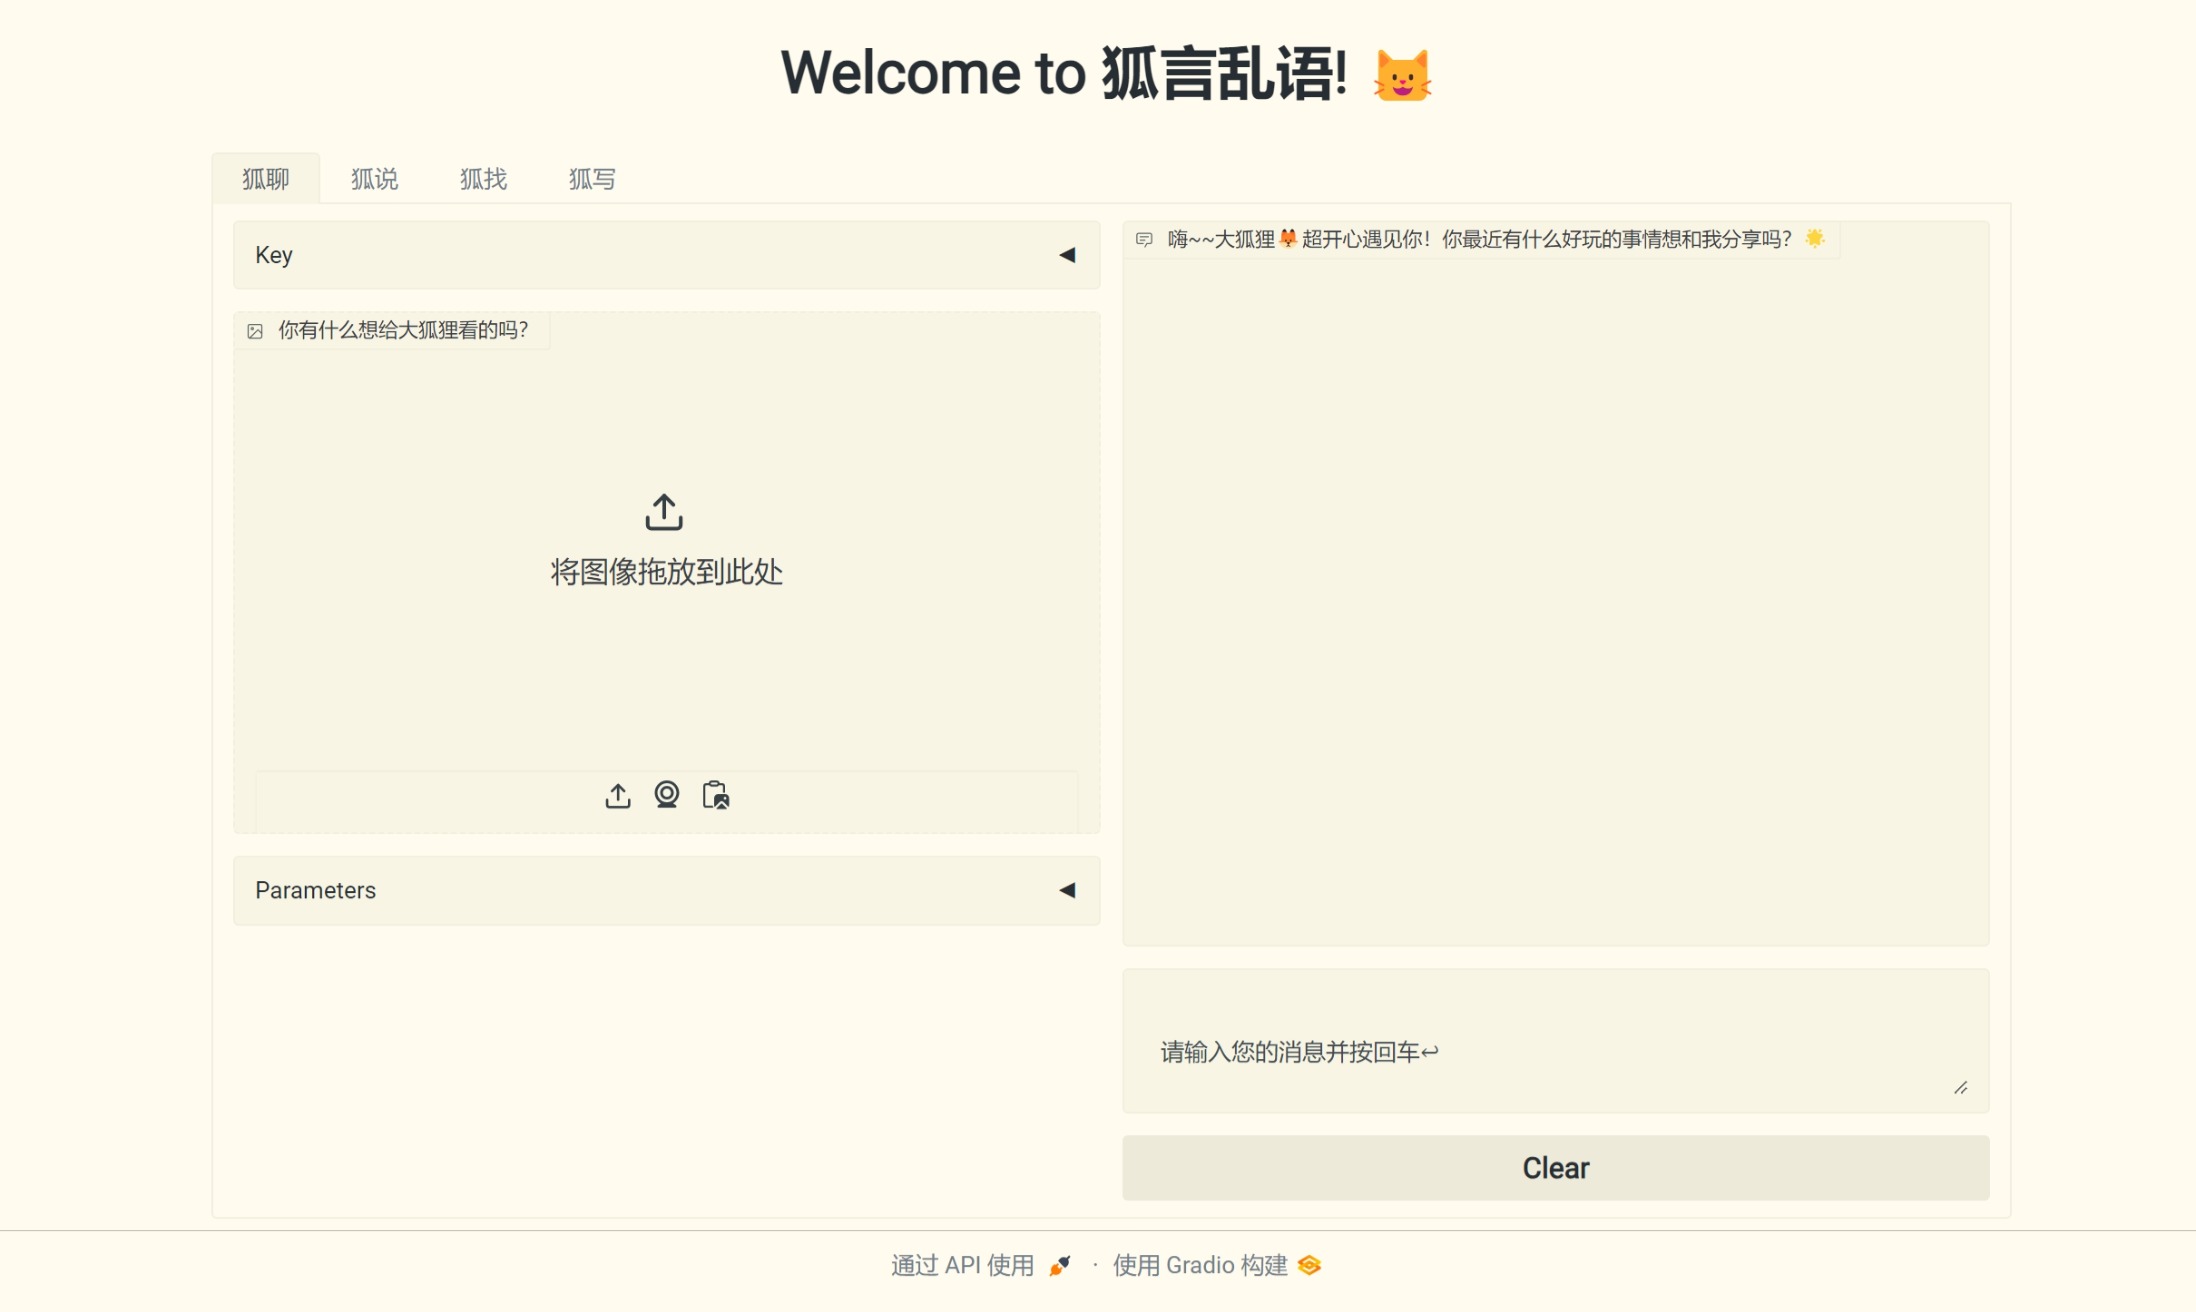 Welcome to 狐言乱语! 😺
狐聊
狐说
狐找
狐写
Key
你有什么想给大狐狸看的吗？
将图像拖放到此处
Parameters
嗨~~大狐狸🦊超开心遇见你！你最近有什么好玩的事情想和我分享吗？🌟
请输入您的消息并按回车↩
Clear
通过 API 使用 · 使用 Gradio 构建